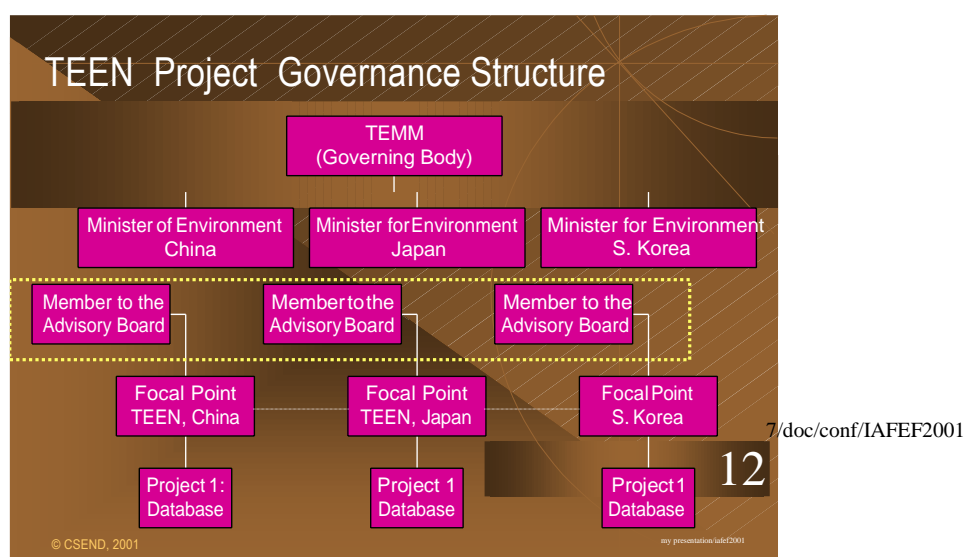 TEEN Project Governance Structure
TEMM
(Governing Body)
Minister of Environment
China
Minister for Environment
Japan
Minister for Environment
S. Korea
Member to the
Advisory Board
Member to the
Advisory Board
Member to the
Advisory Board
Focal Point
TEEN, China
Focal Point
TEEN, Japan
Focal Point
S. Korea
7/doc/conf/IAFEF2001
12
Project 1:
Database
Project 1
Database
Project 1
Database
© CSEND, 2001
my presentation/iafef2001